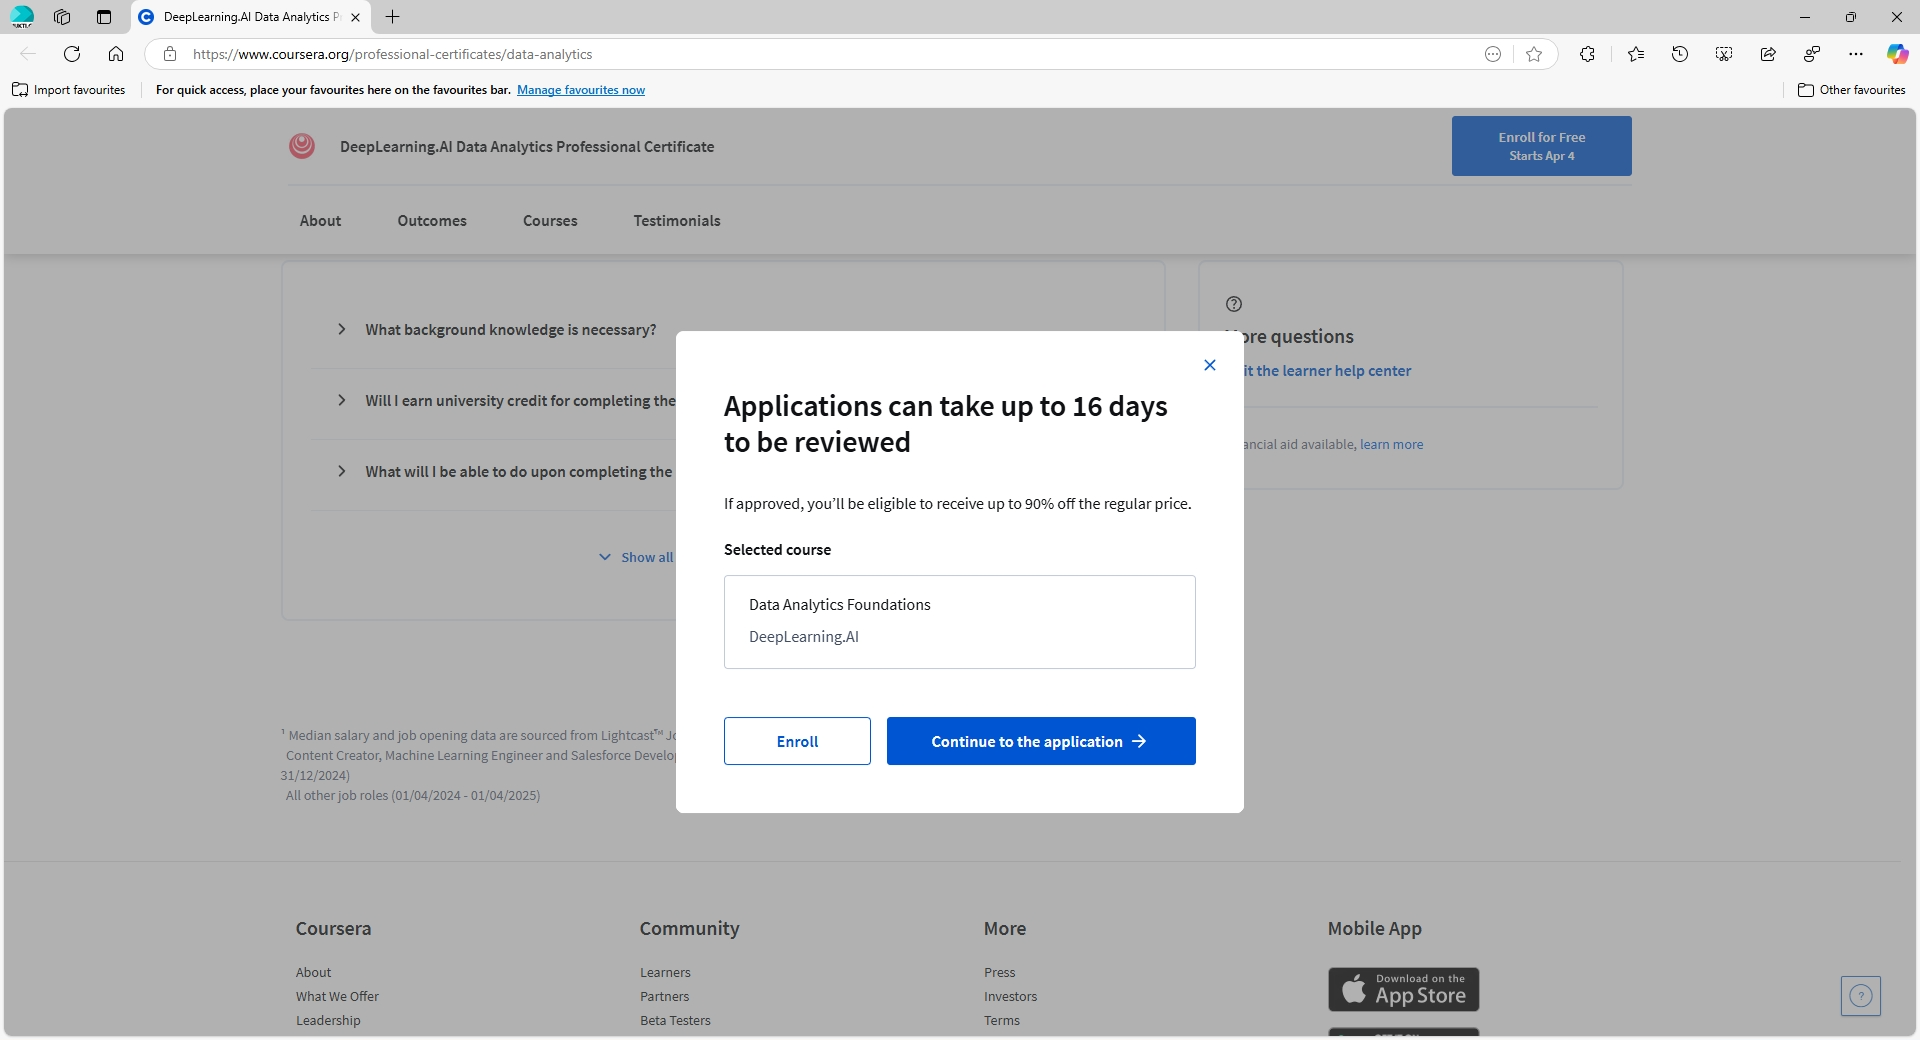 DeepLearning.AI Data Analytics P
https://www.coursera.org/professional-certificates/data-analytics
Import favourites
For quick access, place your favourites here on the favourites bar. Manage favourites now
Other favourites
DeepLearning.AI Data Analytics Professional Certificate
Enroll for Free
Starts Apr 4
About
Outcomes
Courses
Testimonials
What background knowledge is necessary?
Will I earn university credit for completing the
What will I be able to do upon completing the
Show all
ore questions
it the learner help center
ancial aid available, learn more
Applications can take up to 16 days
to be reviewed
If approved, you’ll be eligible to receive up to 90% off the regular price.
Selected course
Data Analytics Foundations
DeepLearning.AI
Enroll
Continue to the application →
¹ Median salary and job opening data are sourced from Lightcast™ Jo
Content Creator, Machine Learning Engineer and Salesforce Develo
31/12/2024)
All other job roles (01/04/2024 - 01/04/2025)
Coursera
About
What We Offer
Leadership
Community
Learners
Partners
Beta Testers
More
Press
Investors
Terms
Mobile App
Download on the
App Store